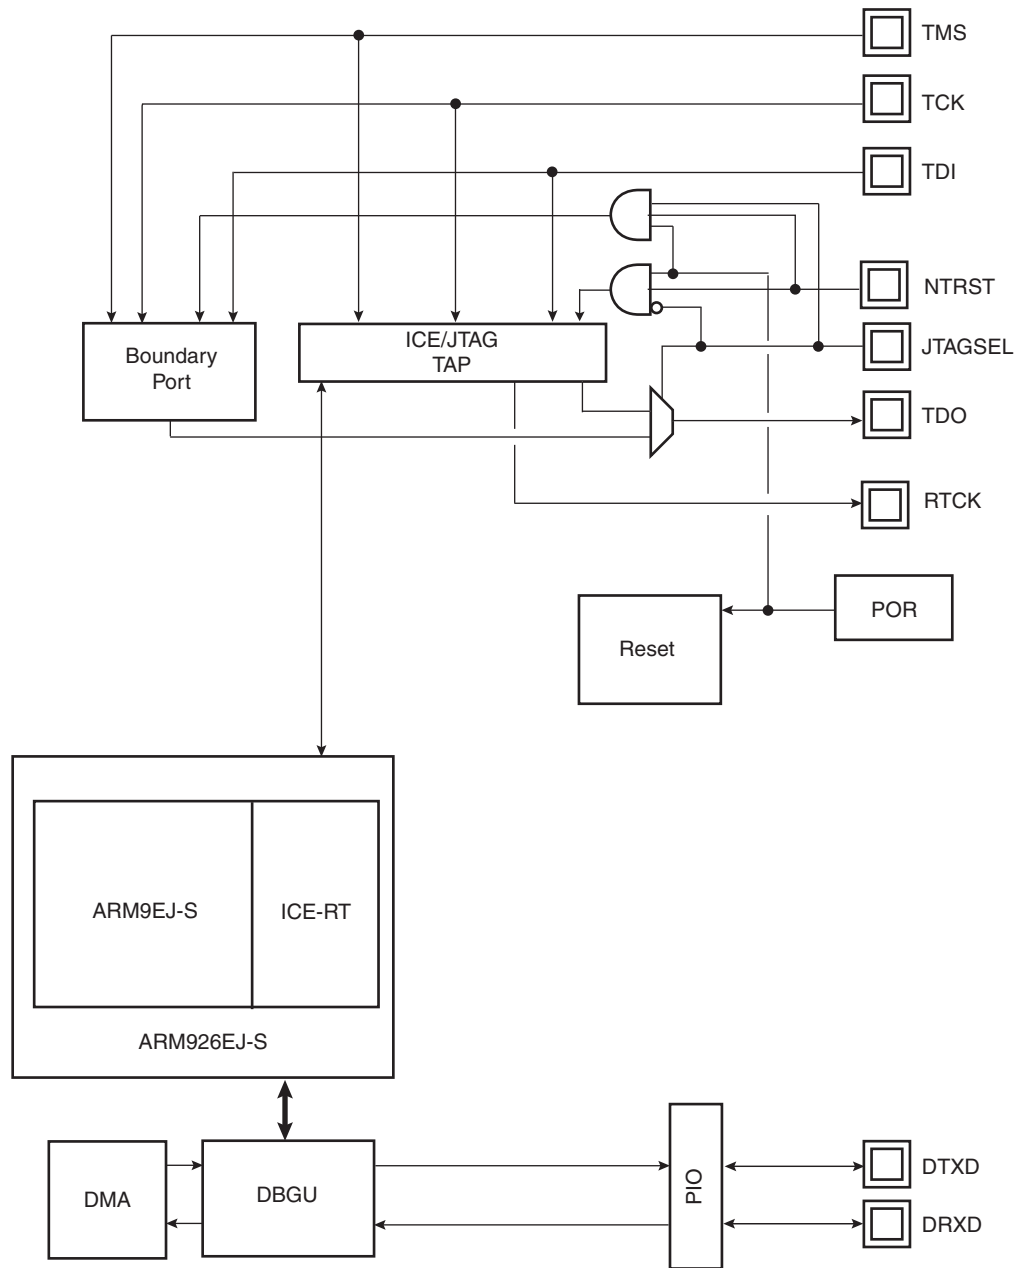 TMS
TCK
TDI
NTRST
JTAGSEL
TDO
RTCK
Boundary
Port
ICE/JTAG
TAP
POR
Reset
ARM9EJ-S
ICE-RT
ARM926EJ-S
DMA
DBGU
PIO
DTXD
DRXD